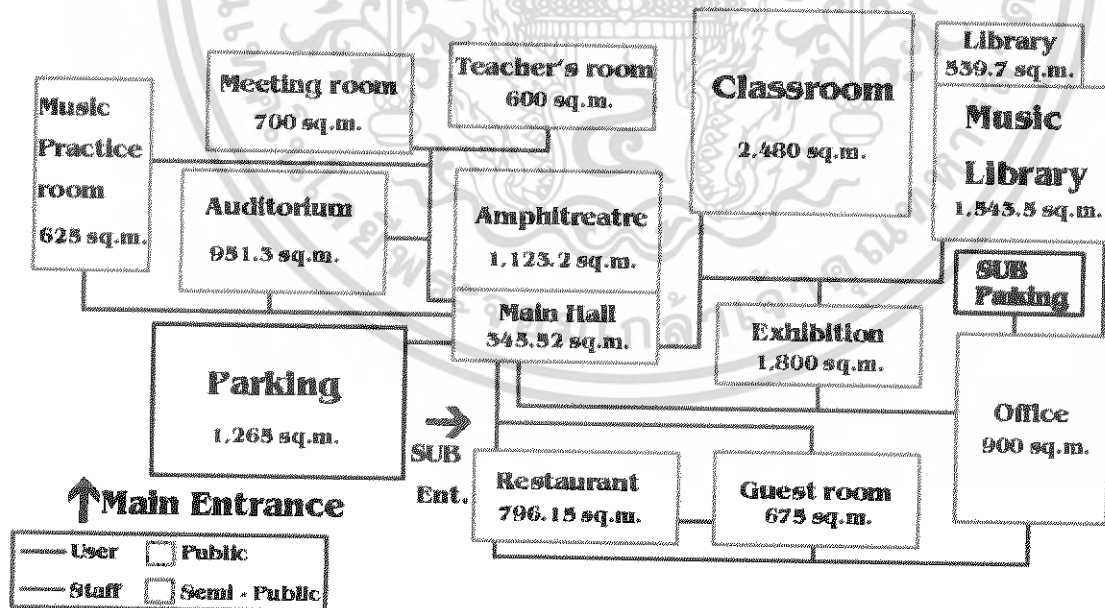 Library
539.7 sq.m.
Teacher's room
600 sq.m.
Meeting room
700 sq.m.
Classroom
2,480 sq.m.
Music
Practice
room
625 sq.m.
Music
Library
1,543.5 sq.m.
Auditorium
951.3 sq.m.
Amphitreatre
1,123.2 sq.m.
SUB
Paiking
Main Hall
343.52 sq.m.
Exhibition
1,800 sq.m.
Parking
1,265 sq.m.
Office
900 sq.m.
SUB
Ent.
Restaurant
796.15 sq.m.
Guest room
675 sq.m.
Main Entrance
User
Public
Staff
Semi - Public